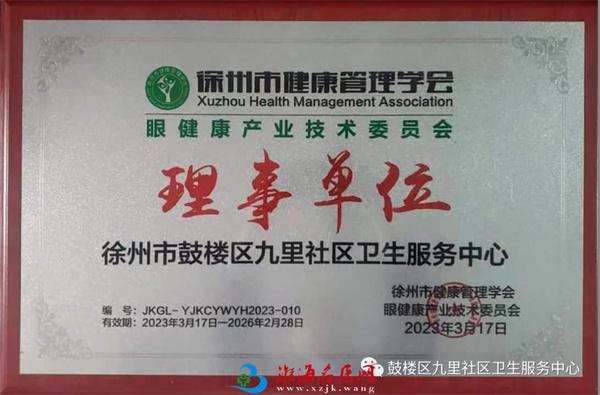 徐州市健康管理学会
Xuzhou Health Management Association
眼健康产业技术委员会
理事单位
徐州市鼓楼区九里社区卫生服务中心
编 号：JKGL- YJKCYWYH2023-010
有效期：2023年3月17日—2026年2月28日
徐州市健康管理学会
眼健康产业技术委员会
2023年3月17日
鼓楼区九里社区卫生服务中心
淮海名医网
www.xzjk.wang